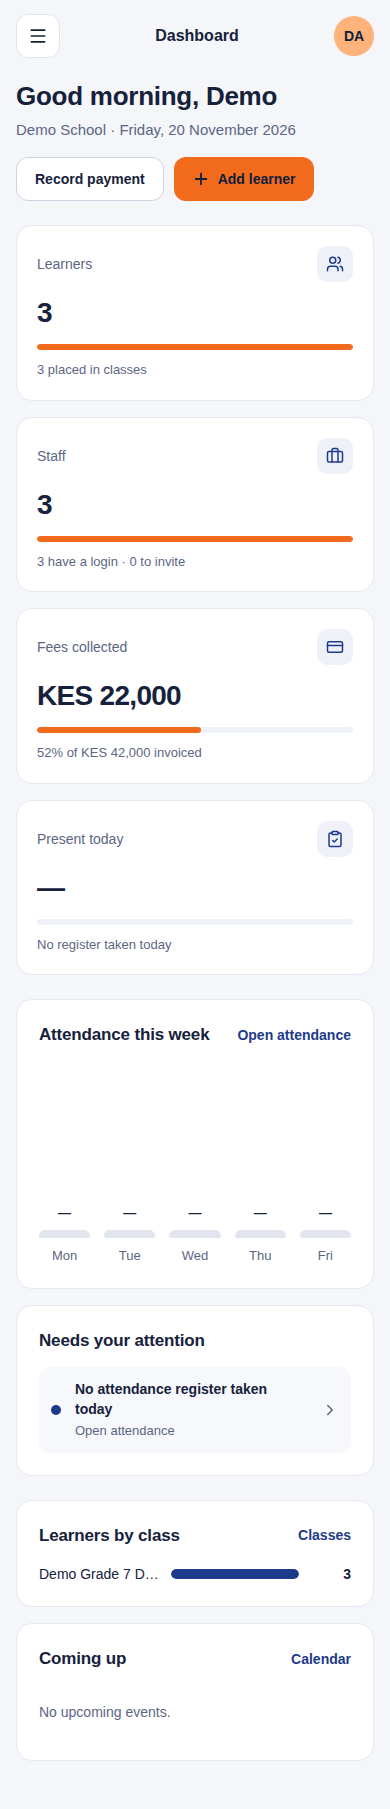 Dashboard
DA
Good morning, Demo
Demo School · Friday, 20 November 2026
Record payment
Add learner
Learners
3
3 placed in classes
Staff
3
3 have a login · 0 to invite
Fees collected
KES 22,000
52% of KES 42,000 invoiced
Present today
—
No register taken today
Attendance this week Open attendance
— — — — —
Mon Tue Wed Thu Fri
Needs your attention
No attendance register taken
today
Open attendance
Learners by class Classes
Demo Grade 7 D… 3
Coming up Calendar
No upcoming events.